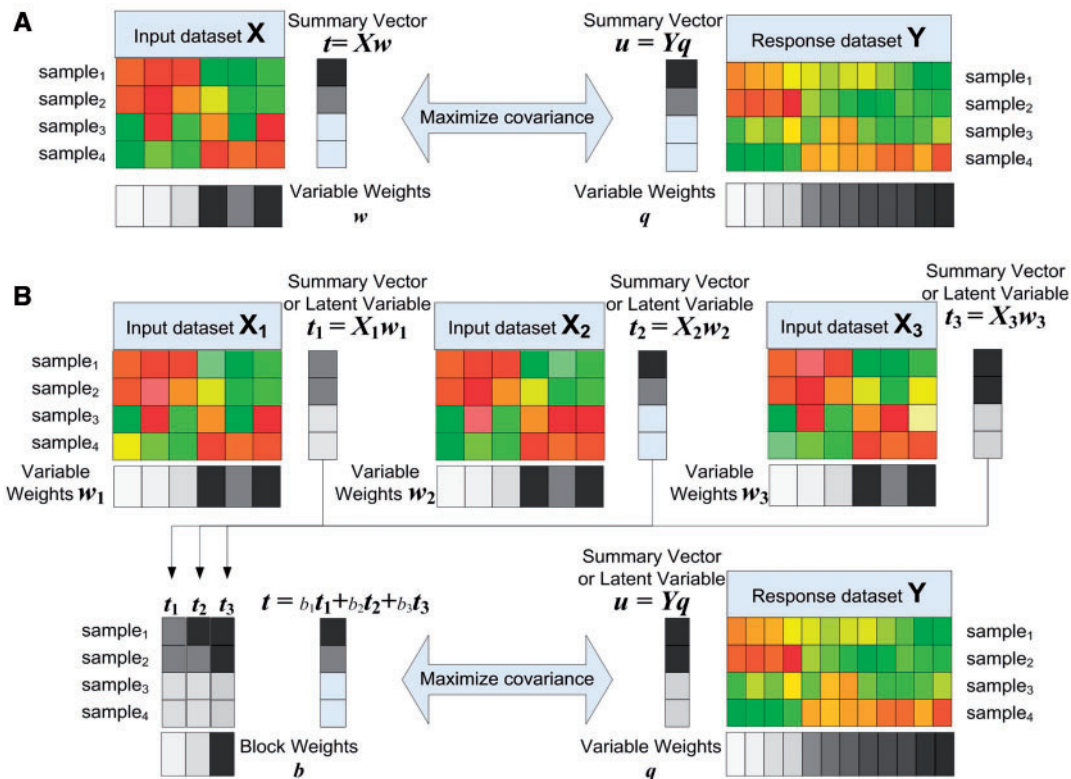 A
Input dataset X
Summary Vector
t= Xw
Summary Vector
u = Yq
Response dataset Y
sample1
sample2
sample3
sample4
Maximize covariance
sample1
sample2
sample3
sample4
Variable Weights
w
Variable Weights
q
B
Input dataset X1
Summary Vector
or Latent Variable
t1 = X1w1
Input dataset X2
Summary Vector
or Latent Variable
t2 = X2w2
Input dataset X3
Summary Vector
or Latent Variable
t3 = X3w3
sample1
sample2
sample3
sample4
Variable
Weights w1
Variable
Weights w2
Variable
Weights w3
t1 t2 t3
t = b1t1+b2t2+b3t3
Summary Vector
or Latent Variable
u = Yq
Response dataset Y
sample1
sample2
sample3
sample4
Maximize covariance
sample1
sample2
sample3
sample4
Block Weights
b
Variable Weights
q